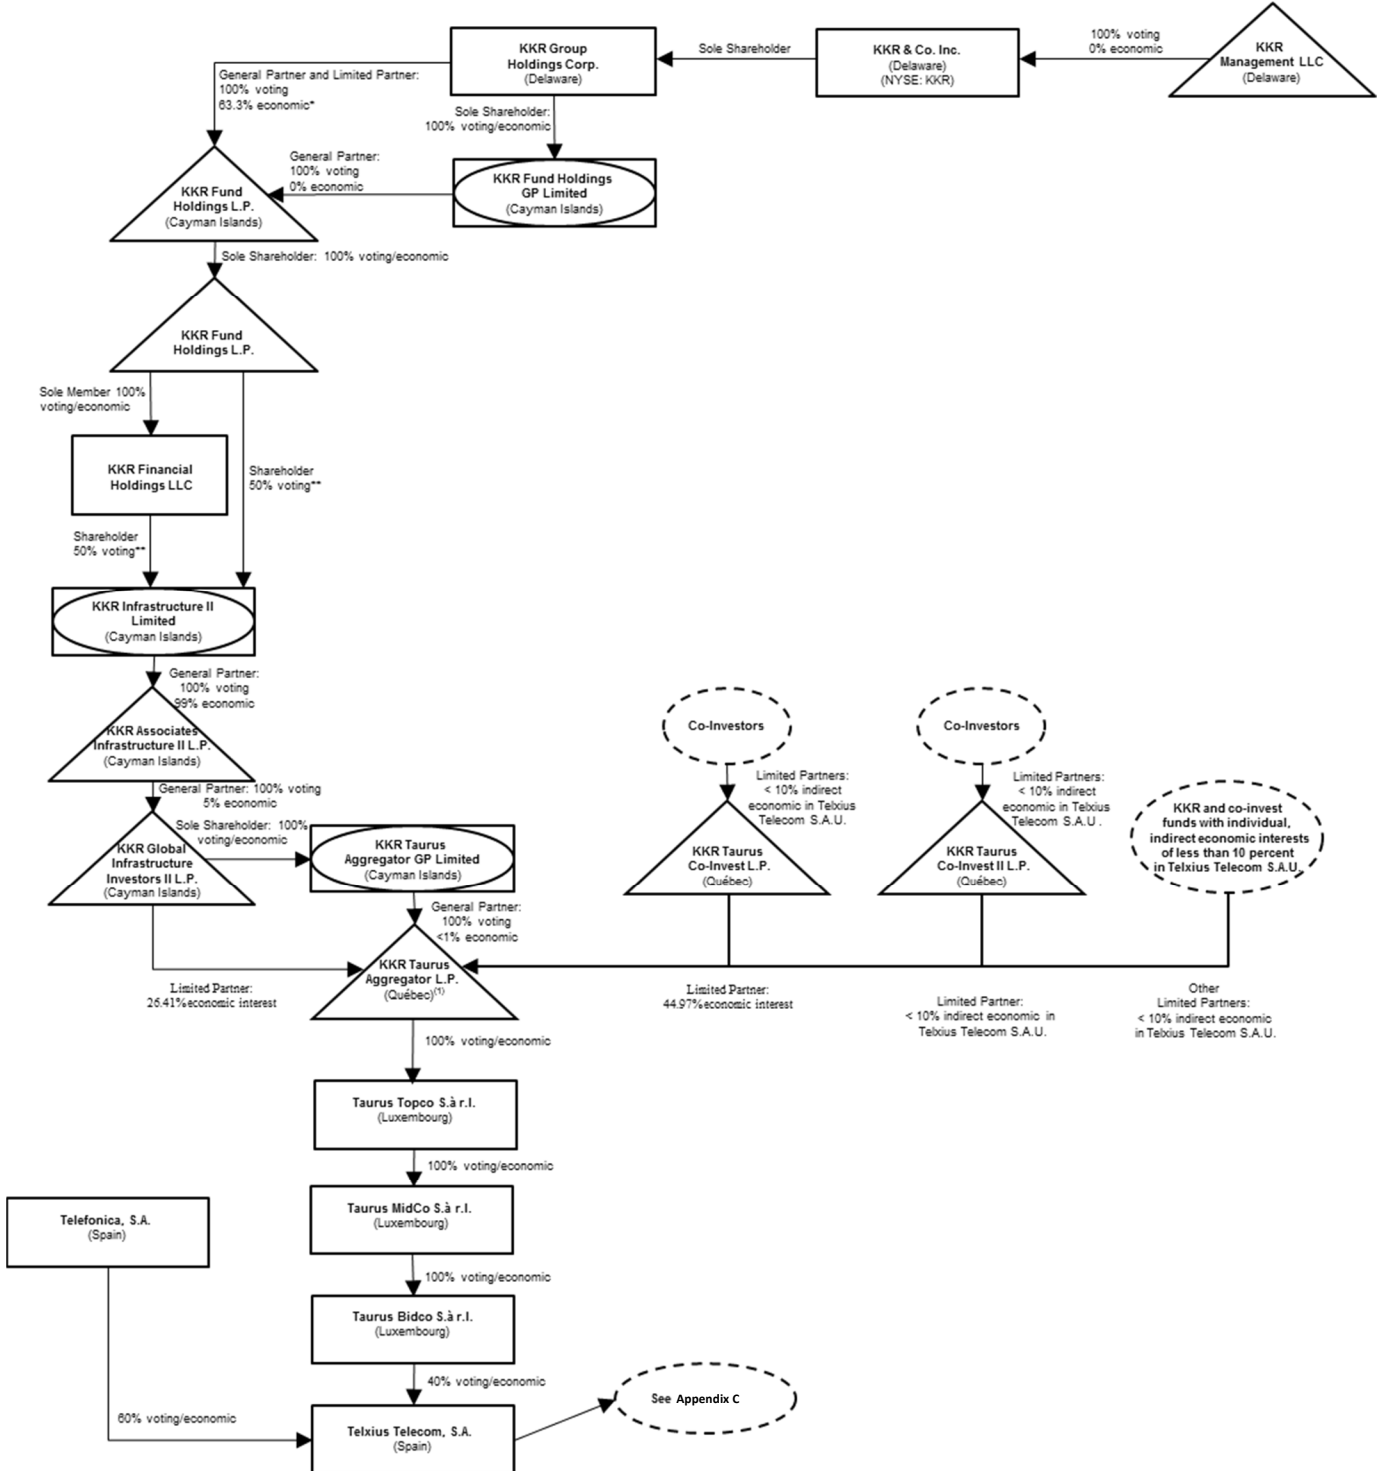 KKR Group
Holdings Corp.
(Delaware)
Sole Shareholder
KKR & Co. Inc.
(Delaware)
(NYSE: KKR)
100% voting
0% economic
KKR
Management LLC
(Delaware)
General Partner and Limited Partner:
100% voting
63.3% economic*
Sole Shareholder:
100% voting/economic
General Partner:
100% voting
0% economic
KKR Fund Holdings
GP Limited
(Cayman Islands)
KKR Fund
Holdings L.P.
(Cayman Islands)
Sole Shareholder: 100% voting/economic
KKR Fund
Holdings L.P.
Sole Member 100%
voting/economic
KKR Financial
Holdings LLC
Shareholder
50% voting**
Shareholder
50% voting**
KKR Infrastructure II
Limited
(Cayman Islands)
General Partner:
100% voting
99% economic
KKR Associates
Infrastructure II L.P.
(Cayman Islands)
General Partner: 100% voting
5% economic
Sole Shareholder: 100%
voting/economic
KKR Global
Infrastructure
Investors II L.P.
(Cayman Islands)
KKR Taurus
Aggregator GP Limited
(Cayman Islands)
General Partner:
100% voting
<1% economic
Co-Investors
Limited Partners:
< 10% indirect
economic in Telxius
Telecom S.A.U.
KKR Taurus
Co-Invest L.P.
(Québec)
Co-Investors
Limited Partners:
< 10% indirect
economic in Telxius
Telecom S.A.U .
KKR Taurus
Co-Invest II L.P.
(Québec)
KKR and co-invest
funds with individual,
indirect economic interests
of less than 10 percent
in Telxius Telecom S.A.U.
KKR Taurus
Aggregator L.P.
(Québec)(1)
Limited Partner:
26.41% economic interest
Limited Partner:
44.97% economic interest
Limited Partner:
< 10% indirect economic in
Telxius Telecom S.A.U.
Other
Limited Partners:
< 10% indirect economic
in Telxius Telecom S.A.U.
100% voting/economic
Taurus Topco S.à r.l.
(Luxembourg)
100% voting/economic
Taurus MidCo S.à r.l.
(Luxembourg)
Telefonica, S.A.
(Spain)
100% voting/economic
Taurus Bidco S.à r.l.
(Luxembourg)
40% voting/economic
60% voting/economic
Telxius Telecom, S.A.
(Spain)
See Appendix C